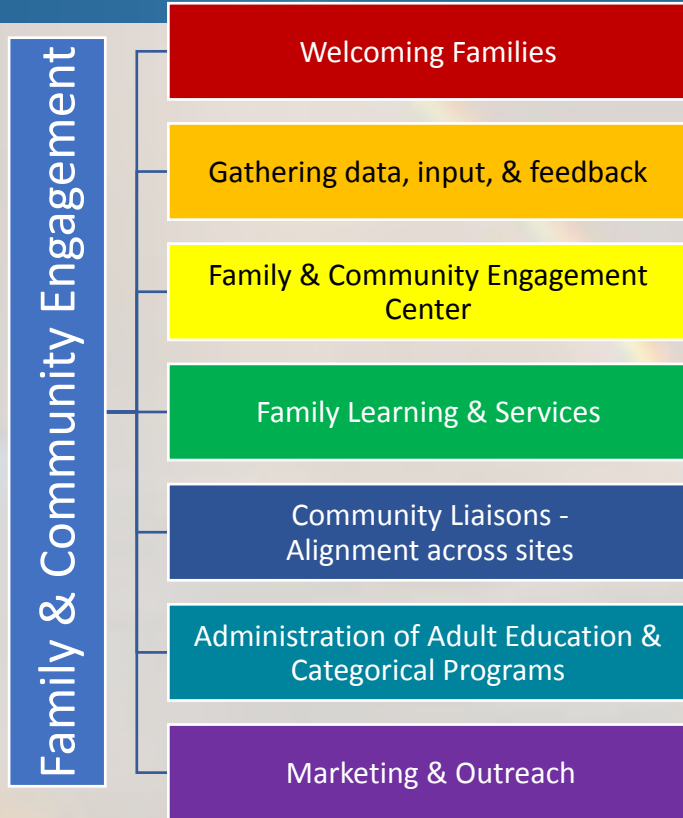 Family & Community Engagement
Welcoming Families
Gathering data, input, & feedback
Family & Community Engagement
Center
Family Learning & Services
Community Liaisons -
Alignment across sites
Administration of Adult Education &
Categorical Programs
Marketing & Outreach